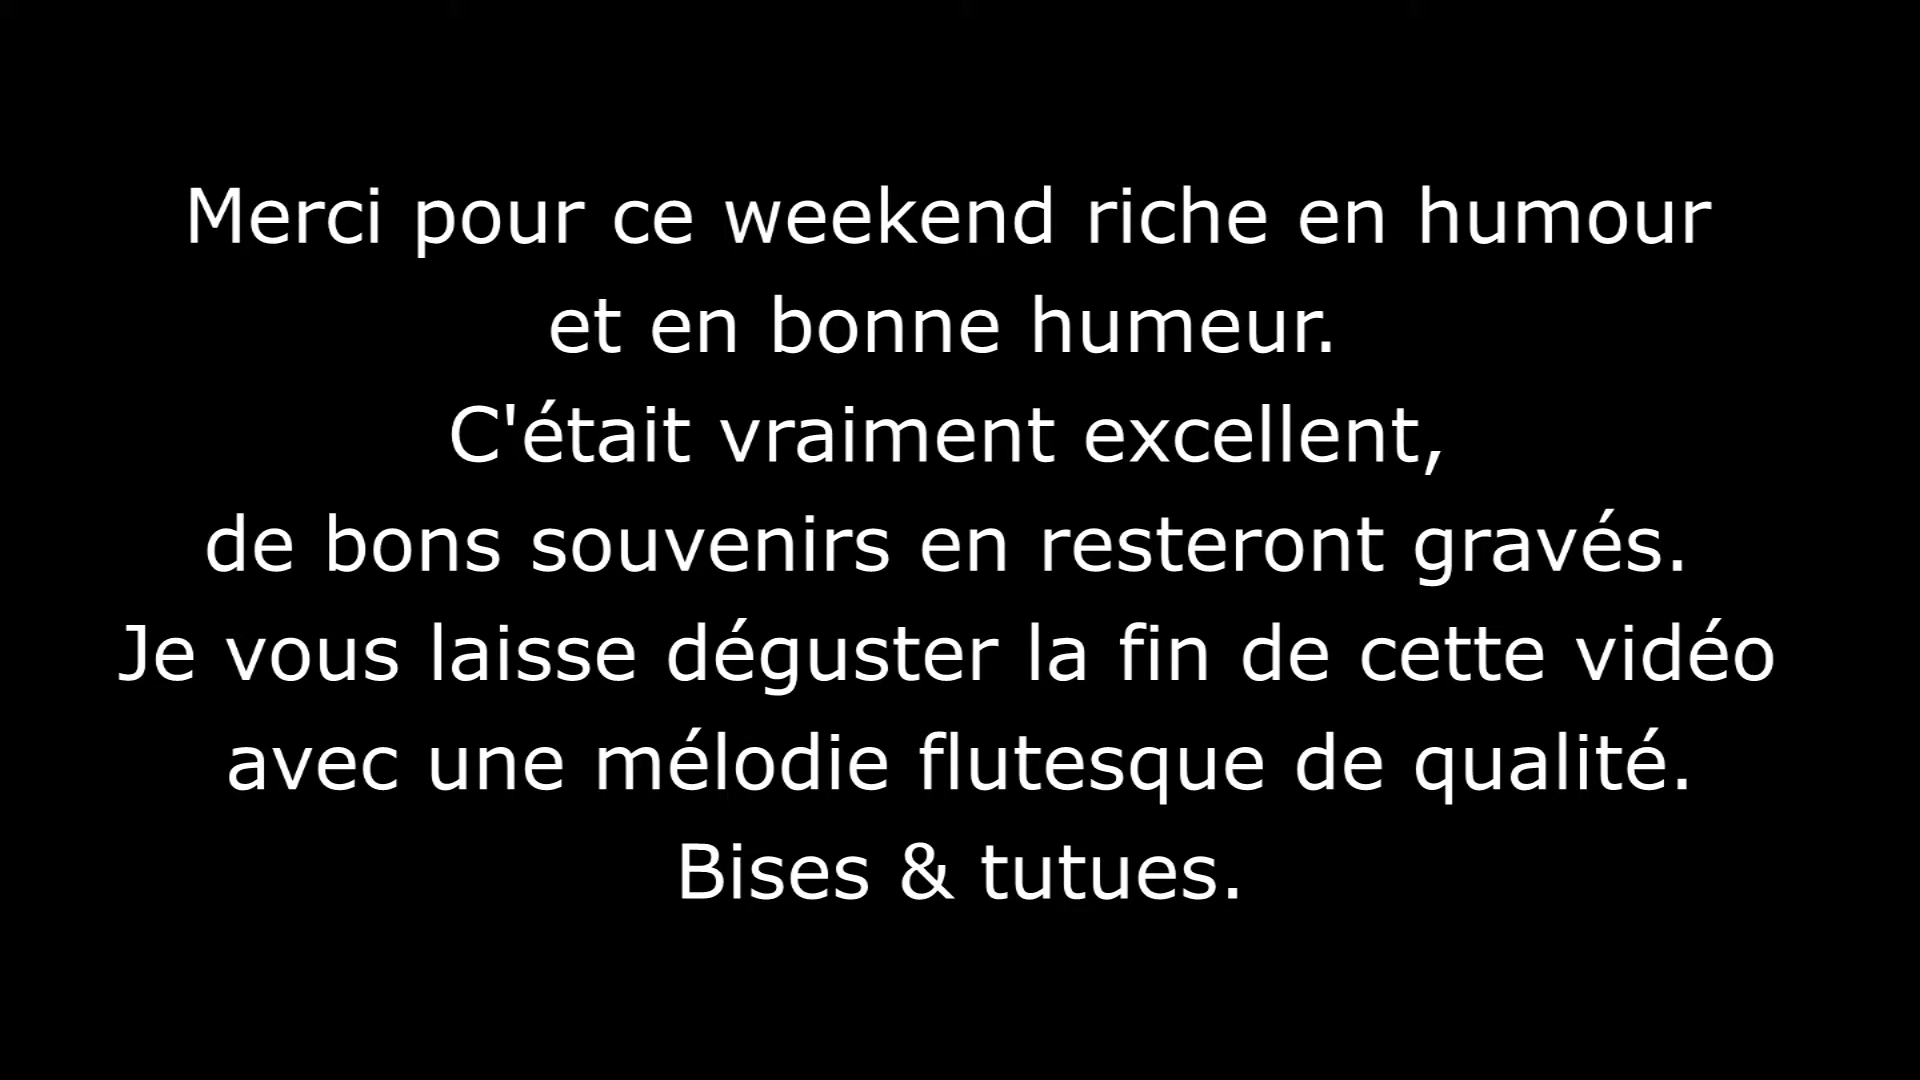 Merci pour ce weekend riche en humour
et en bonne humeur.
C'était vraiment excellent,
de bons souvenirs en resteront gravés.
Je vous laisse déguster la fin de cette vidéo
avec une mélodie flutesque de qualité.
Bises & tutues.